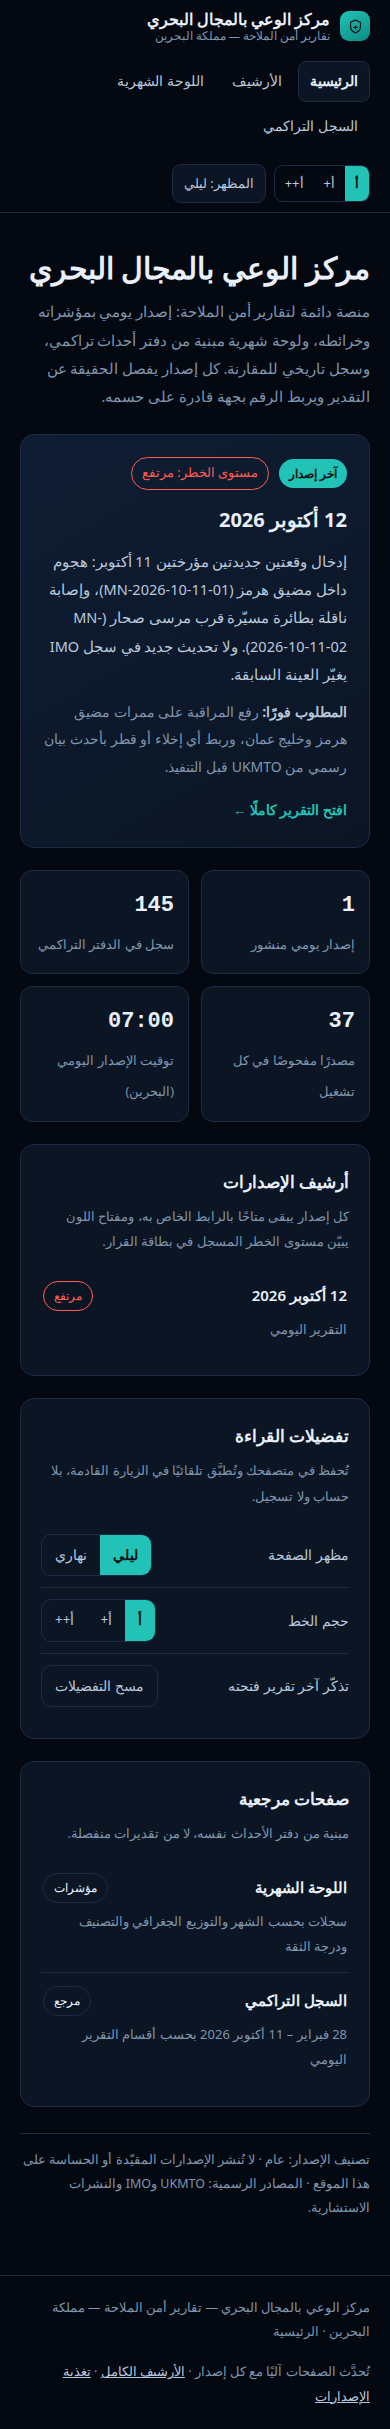 مركز الوعي بالمجال البحري
تقارير أمن الملاحة — مملكة البحرين
الرئيسية
الأرشيف
اللوحة الشهرية
السجل التراكمي
أ
أ+
أ++
المظهر: ليلي
مركز الوعي بالمجال البحري
منصة دائمة لتقارير أمن الملاحة: إصدار يومي بمؤشراته
وخرائطه، ولوحة شهرية مبنية من دفتر أحداث تراكمي،
وسجل تاريخي للمقارنة. كل إصدار يفصل الحقيقة عن
التقدير ويربط الرقم بجهة قادرة على حسمه.
آخر إصدار
مستوى الخطر: مرتفع
12 أكتوبر 2026
إدخال وقعتين جديدتين مؤرختين 11 أكتوبر: هجوم
داخل مضيق هرمز (MN-2026-10-11-01)، وإصابة
ناقلة بطائرة مسيّرة قرب مرسى صحار (MN-
2026-10-11-02). ولا تحديث جديد في سجل IMO
يغيّر العينة السابقة.
المطلوب فورًا: رفع المراقبة على ممرات مضيق
هرمز وخليج عمان، وربط أي إخلاء أو قطر بأحدث بيان
رسمي من UKMTO قبل التنفيذ.
افتح التقرير كاملًا ←
1
إصدار يومي منشور
145
سجل في الدفتر التراكمي
37
مصدرًا مفحوصًا في كل
تشغيل
07:00
توقيت الإصدار اليومي
(البحرين)
أرشيف الإصدارات
كل إصدار يبقى متاحًا بالرابط الخاص به، ومفتاح اللون
يبيّن مستوى الخطر المسجل في بطاقة القرار.
12 أكتوبر 2026
مرتفع
التقرير اليومي
تفضيلات القراءة
تُحفظ في متصفحك وتُطبَّق تلقائيًا في الزيارة القادمة، بلا
حساب ولا تسجيل.
مظهر الصفحة
ليلي
نهاري
حجم الخط
أ
أ+
أ++
تذكّر آخر تقرير فتحته
مسح التفضيلات
صفحات مرجعية
مبنية من دفتر الأحداث نفسه، لا من تقديرات منفصلة.
اللوحة الشهرية
مؤشرات
سجلات بحسب الشهر والتوزيع الجغرافي والتصنيف
ودرجة الثقة
السجل التراكمي
مرجع
28 فبراير – 11 أكتوبر 2026 بحسب أقسام التقرير
اليومي
تصنيف الإصدار: عام · لا تُنشر الإصدارات المقيّدة أو الحساسة على
هذا الموقع · المصادر الرسمية: UKMTO وIMO والنشرات
الاستشارية.
مركز الوعي بالمجال البحري — تقارير أمن الملاحة — مملكة
البحرين · الرئيسية
تُحدَّث الصفحات آليًا مع كل إصدار · الأرشيف الكامل · تغذية
الإصدارات